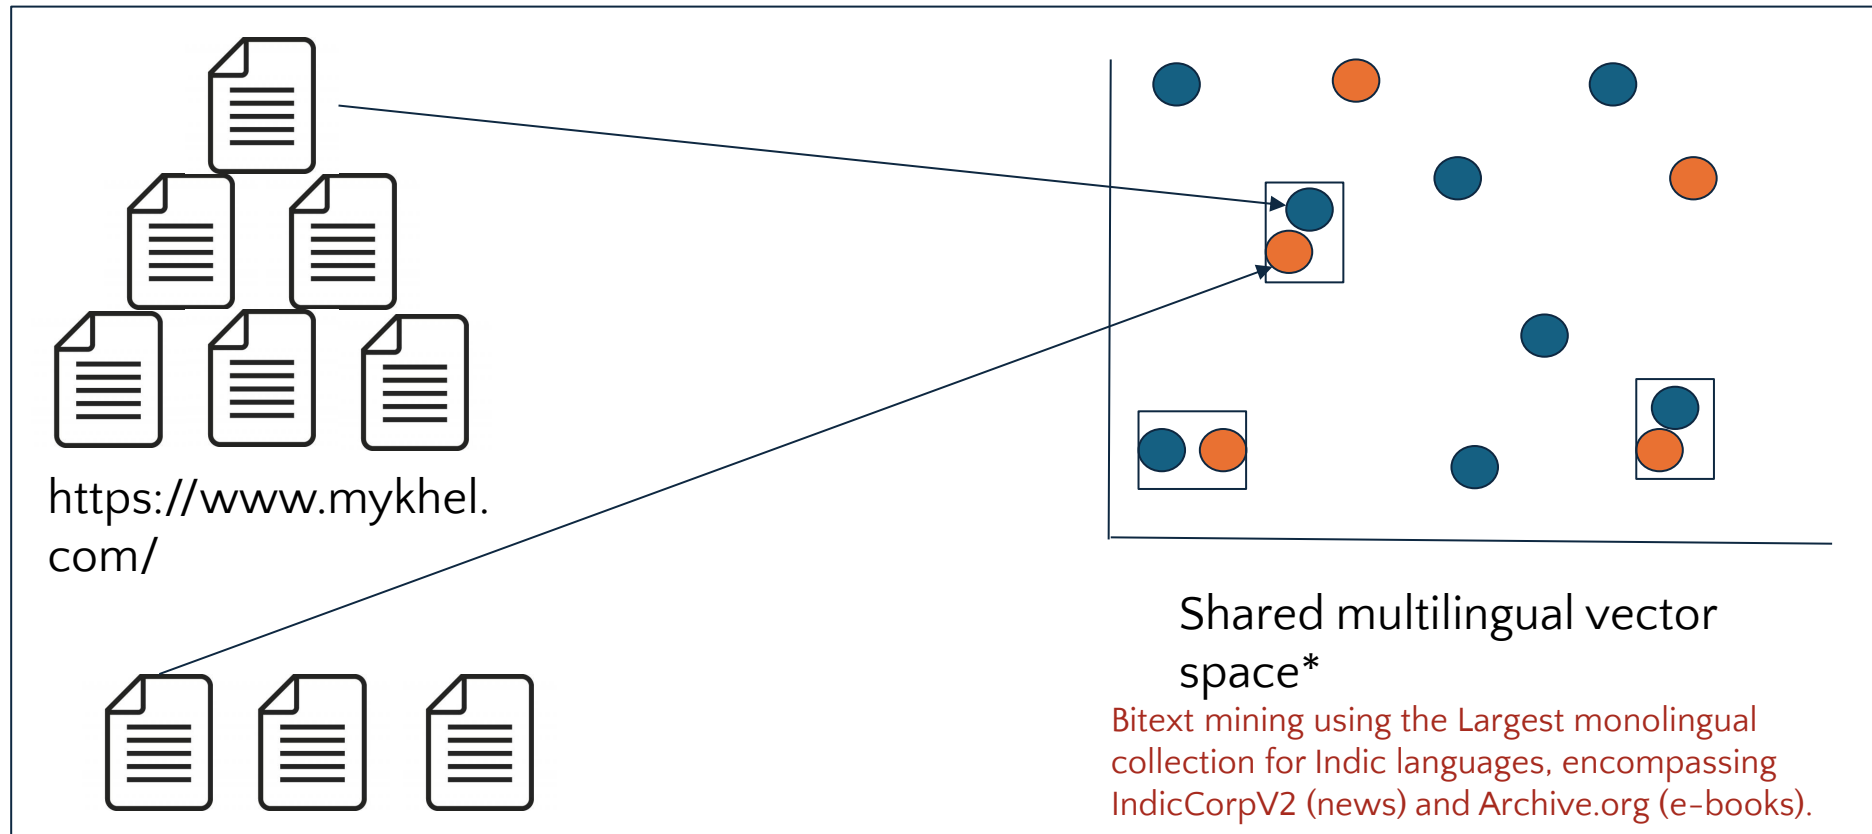 https://www.mykhel.
com/
Shared multilingual vector
space*
Bitext mining using the Largest monolingual
collection for Indic languages, encompassing
IndicCorpV2 (news) and Archive.org (e-books).